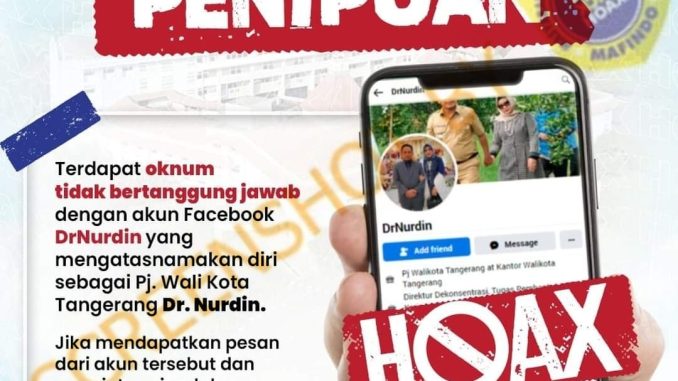 PENIPUAN
HOAX
MAFINDO
DrNurdin
Terdapat oknum
tidak bertanggung jawab
dengan akun Facebook
DrNurdin yang
mengatasnamakan diri
sebagai Pj. Wali Kota
Tangerang Dr. Nurdin.
Jika mendapatkan pesan
dari akun tersebut dan
DrNurdin
Add friend
Message
Pj Walikota Tangerang at Kantor Walikota
Tangerang
Direktur Dekonsentrasi, Tugas
HOAX
SCREENSHOT BY